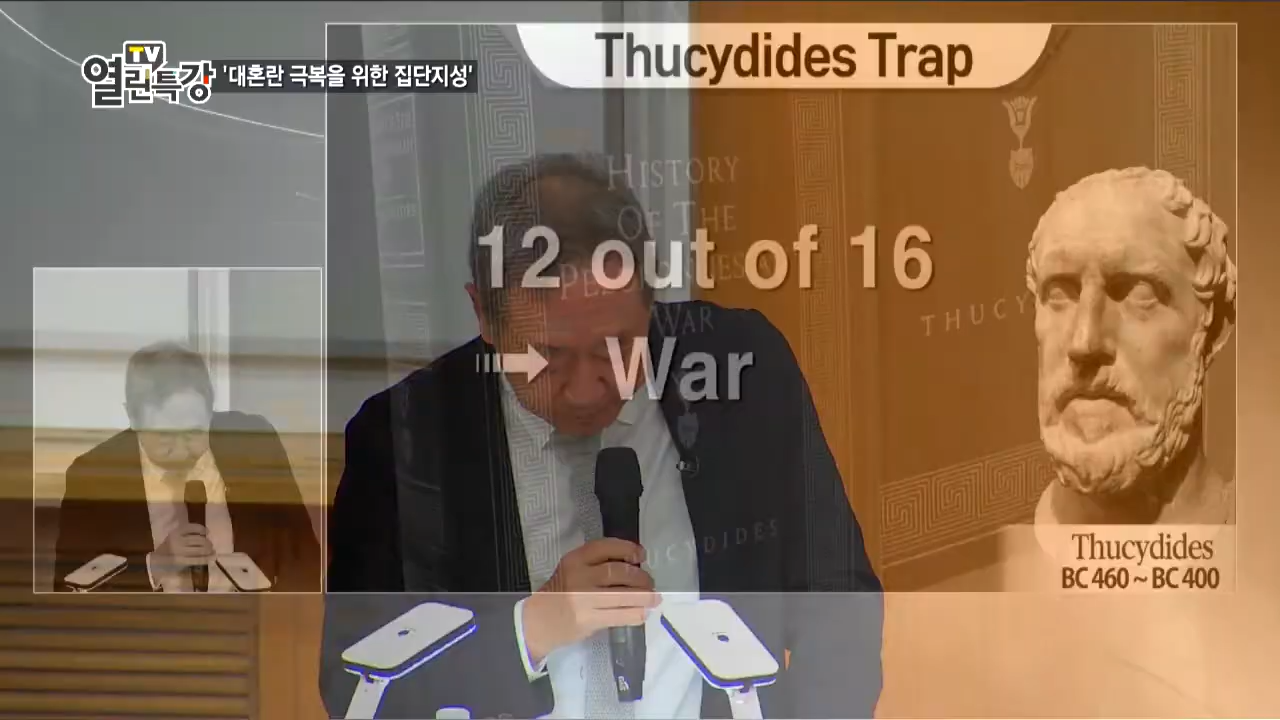 TV
열린특강
'대혼란 극복을 위한 집단지성'
Thucydides Trap
HISTORY
OF THE
12 out of 16
WAR
War
THUCY
THUCYDIDES
Thucydides
BC 460 ~ BC 400